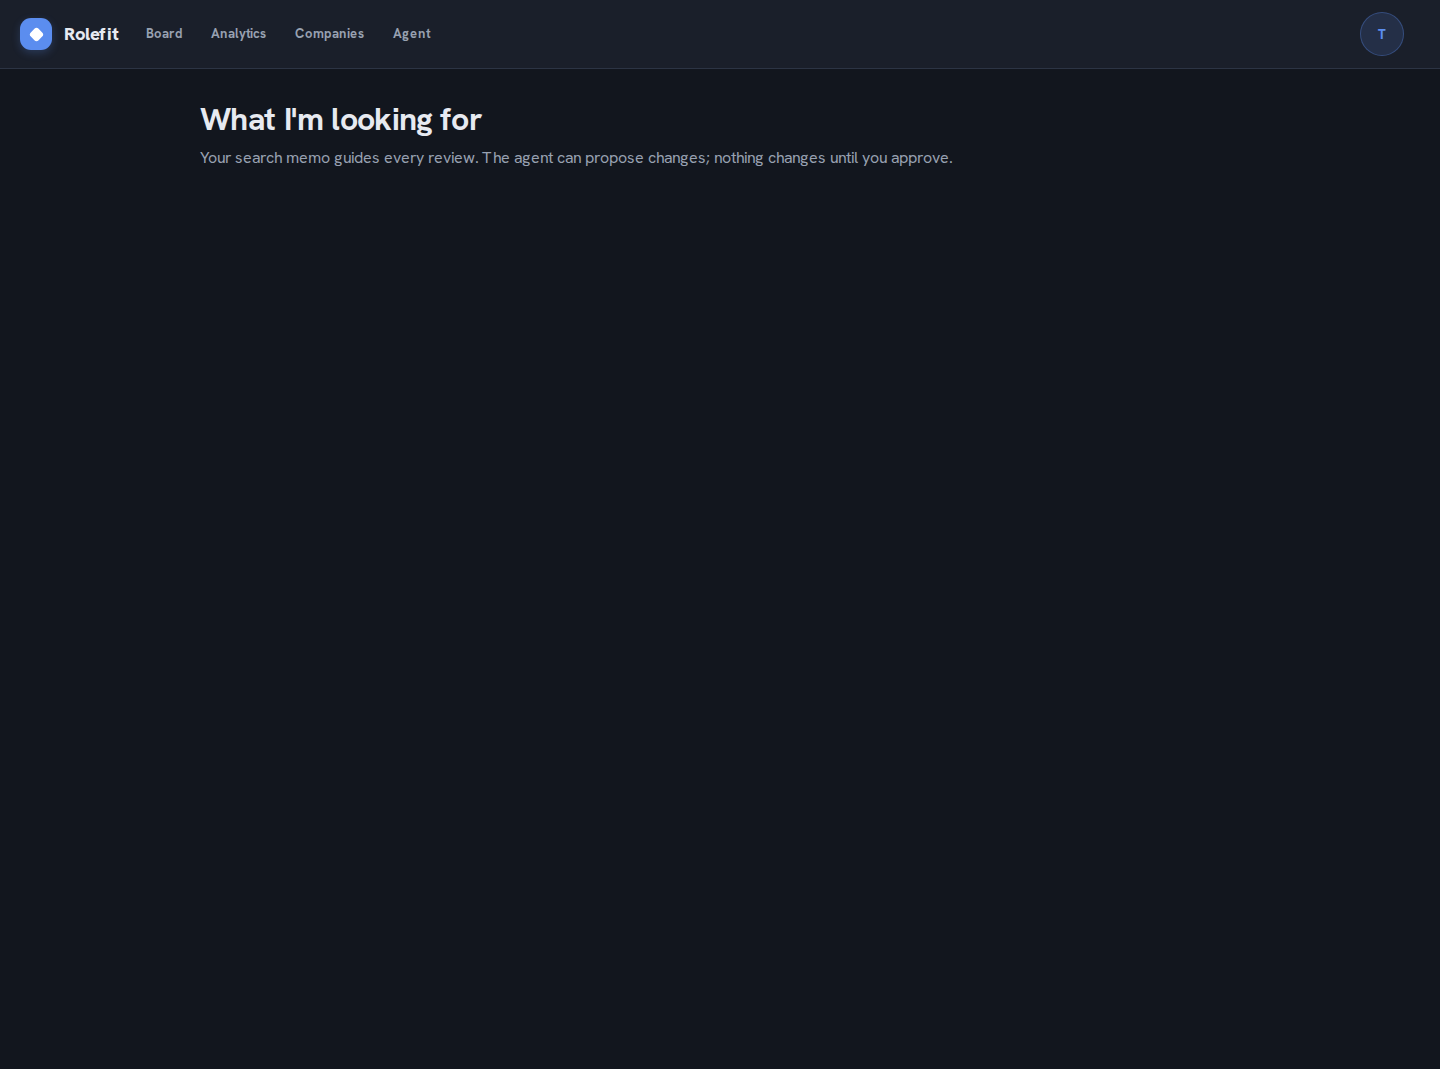 Rolefit Board Analytics Companies Agent T
What I'm looking for
Your search memo guides every review. The agent can propose changes; nothing changes until you approve.